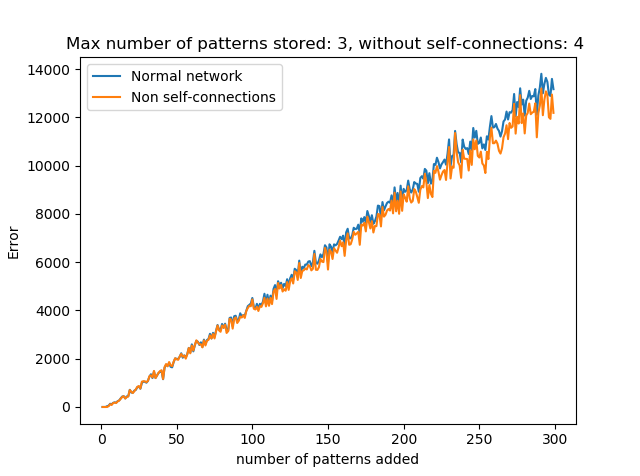 Max number of patterns stored: 3, without self-connections: 4
Normal network
Non self-connections
14000
12000
10000
8000
6000
4000
2000
0
Error
0 50 100 150 200 250 300
number of patterns added